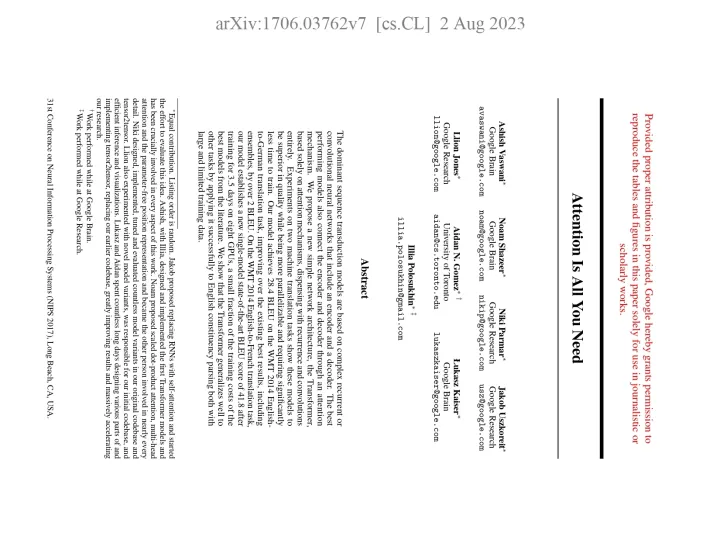 arXiv:1706.03762v7 [cs.CL] 2 Aug 2023
Provided proper attribution is provided, Google hereby grants permission to
reproduce the tables and figures in this paper solely for use in journalistic or
scholarly works.
Attention Is All You Need
Ashish Vaswani* Noam Shazeer* Niki Parmar* Jakob Uszkoreit*
Google Brain Google Brain Google Research Google Research
avaswani@google.com noam@google.com nikip@google.com usz@google.com
Llion Jones* Aidan N. Gomez* † Łukasz Kaiser*
Google Research University of Toronto Google Brain
llion@google.com aidan@cs.toronto.edu lukaszkaiser@google.com
Illia Polosukhin* ‡
illia.polosukhin@gmail.com
Abstract
The dominant sequence transduction models are based on complex recurrent or
convolutional neural networks that include an encoder and a decoder. The best
performing models also connect the encoder and decoder through an attention
mechanism. We propose a new simple network architecture, the Transformer,
based solely on attention mechanisms, dispensing with recurrence and convolutions
entirely. Experiments on two machine translation tasks show these models to
be superior in quality while being more parallelizable and requiring significantly
less time to train. Our model achieves 28.4 BLEU on the WMT 2014 English-
to-German translation task, improving over the existing best results, including
ensembles, by over 2 BLEU. On the WMT 2014 English-to-French translation task,
our model establishes a new single-model state-of-the-art BLEU score of 41.8 after
training for 3.5 days on eight GPUs, a small fraction of the training costs of the
best models from the literature. We show that the Transformer generalizes well to
other tasks by applying it successfully to English constituency parsing both with
large and limited training data.
*Equal contribution. Listing order is random. Jakob proposed replacing RNNs with self-attention and started
the effort to evaluate this idea. Ashish, with Illia, designed and implemented the first Transformer models and
has been crucially involved in every aspect of this work. Noam proposed scaled dot-product attention, multi-head
attention and the parameter-free position representation and became the other person involved in nearly every
detail. Niki designed, implemented, tuned and evaluated countless model variants in our original codebase and
tensor2tensor. Llion also experimented with novel model variants, was responsible for our initial codebase, and
efficient inference and visualizations. Lukasz and Aidan spent countless long days designing various parts of and
implementing tensor2tensor, replacing our earlier codebase, greatly improving results and massively accelerating
our research.
†Work performed while at Google Brain.
‡Work performed while at Google Research.
31st Conference on Neural Information Processing Systems (NIPS 2017), Long Beach, CA, USA.